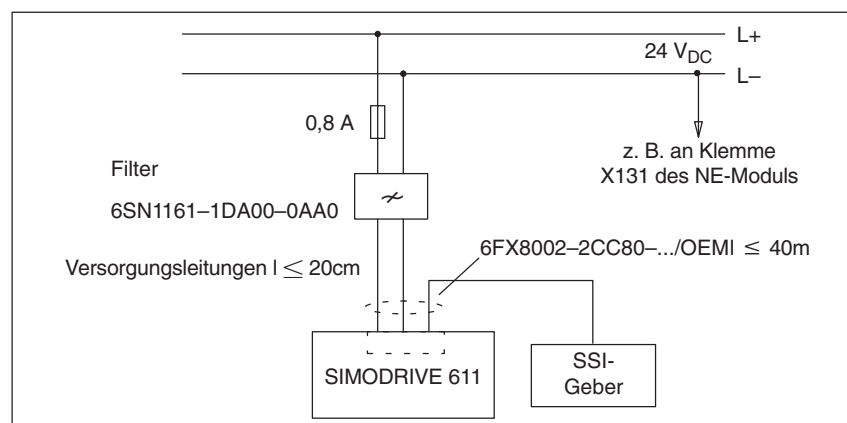 L+
24 VDC
L–
0,8 A
z. B. an Klemme
X131 des NE-Moduls
Filter
6SN1161–1DA00–0AA0
6FX8002–2CC80–.../OEMI ≤ 40m
Versorgungsleitungen l ≤ 20cm
SIMODRIVE 611
SSI-
Geber